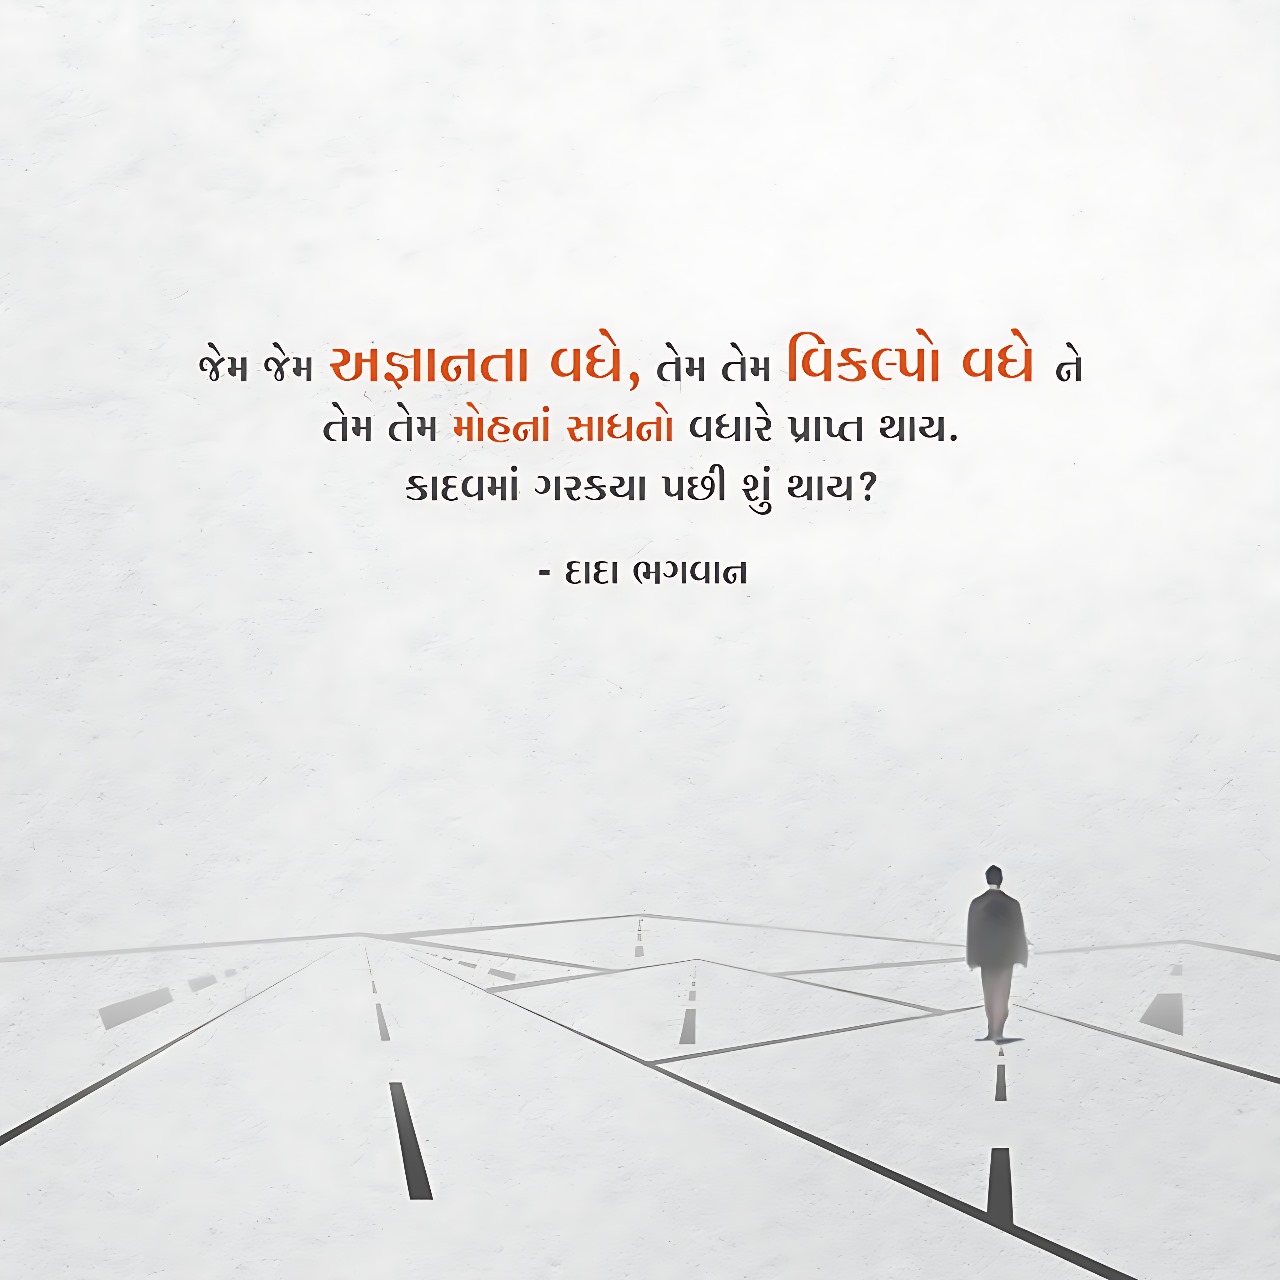 જેમ જેમ અજ્ઞાનતા વધે, તેમ તેમ વિકલ્પો વધે ને
તેમ તેમ મોહનાં સાધનો વધારે પ્રાપ્ત થાય.
કાદવમાં ગરકયા પછી શું થાય?
- દાદા ભગવાન